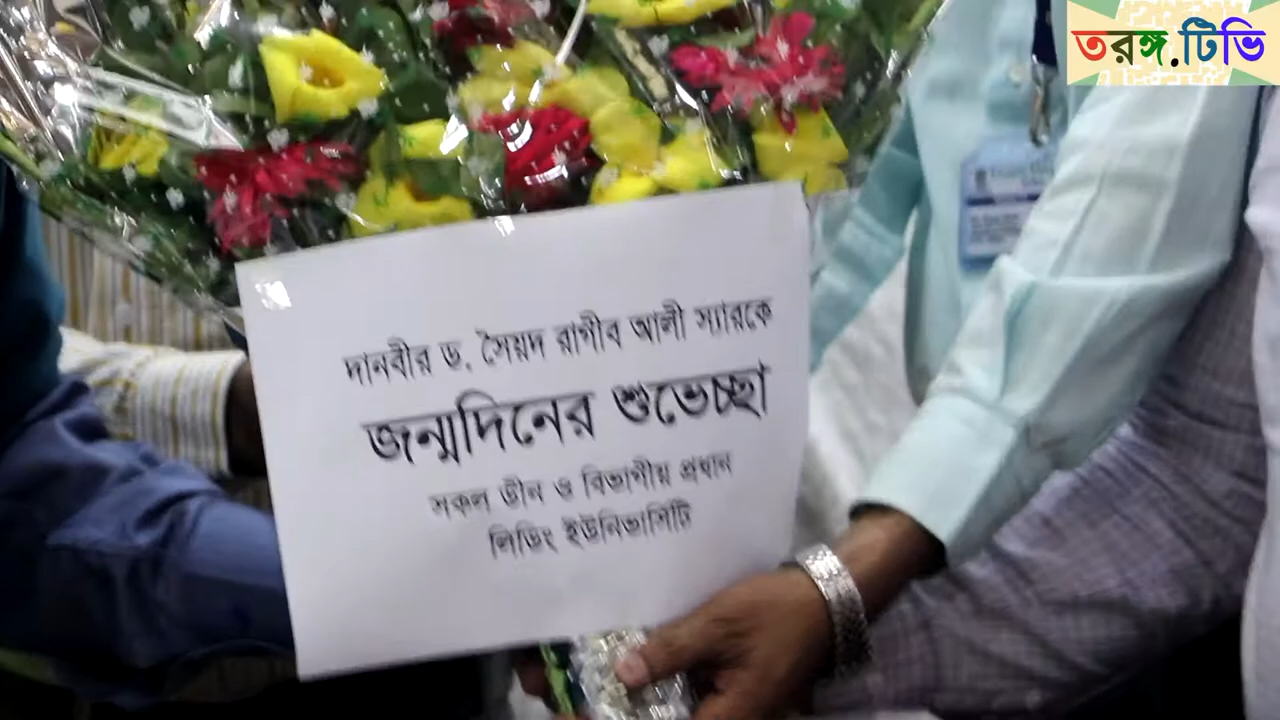 তরঙ্গ.টিভি
দানবীর ড. সৈয়দ রাগীব আলী স্যারকে
জন্মদিনের শুভেচ্ছা
সকল ডীন ও বিভাগীয় প্রধান
লিডিং ইউনিভার্সিটি